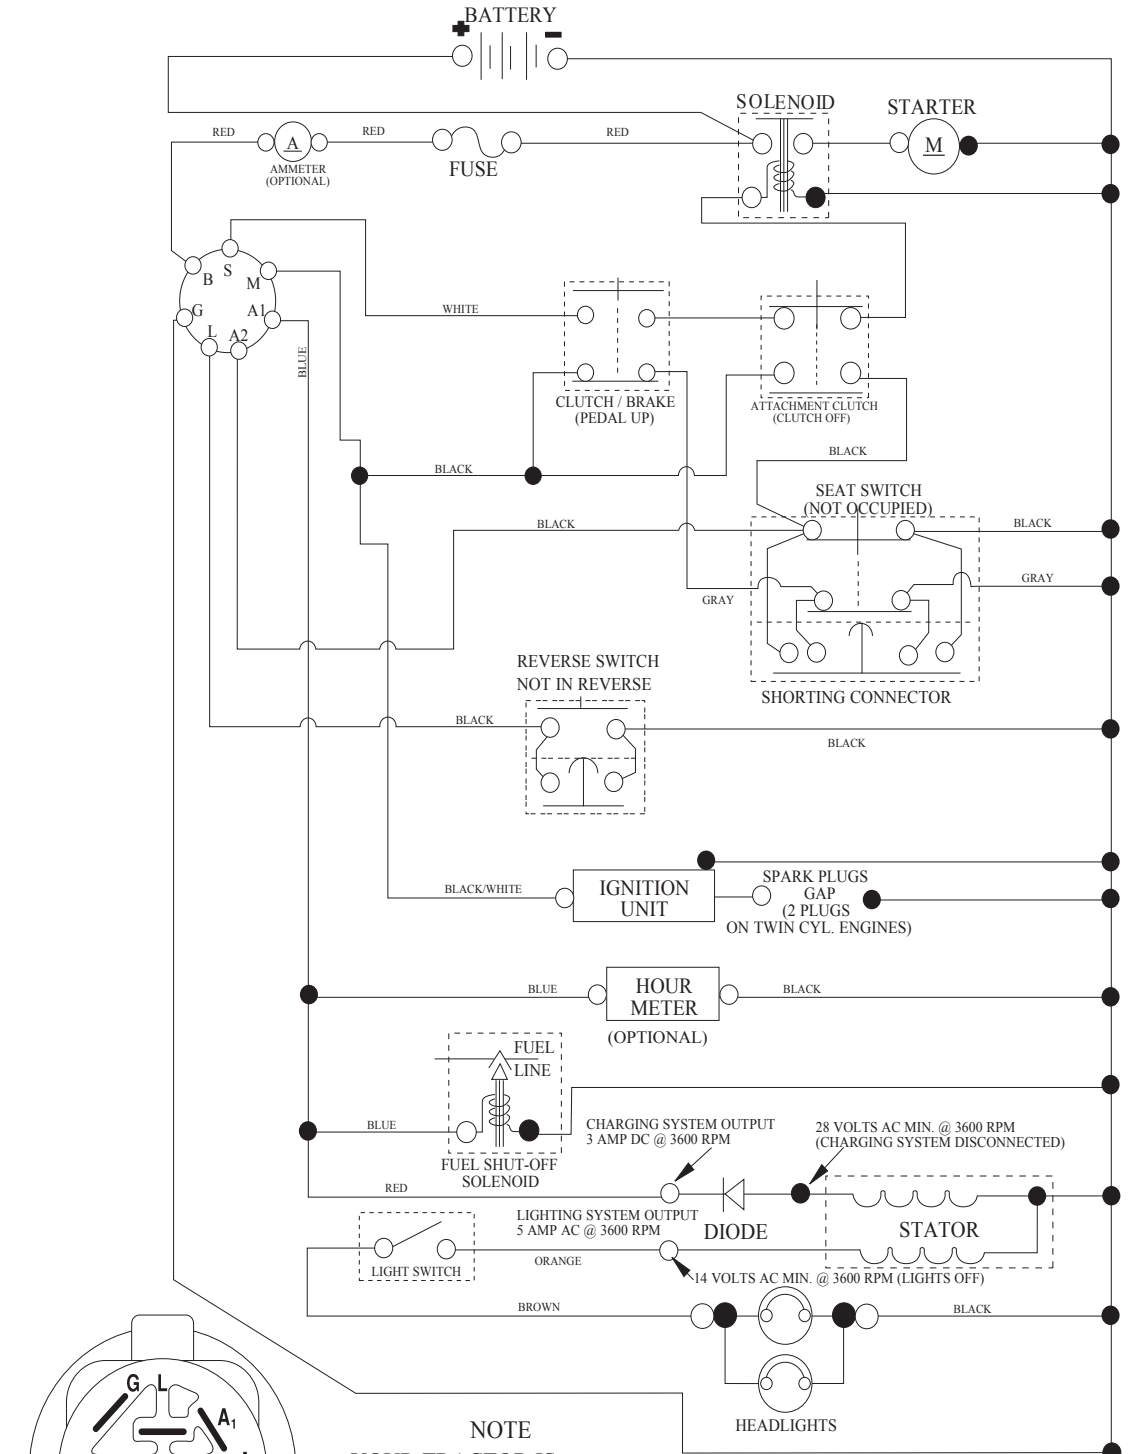 BATTERY
+ -
SOLENOID
STARTER
RED
A
RED
RED
M
AMMETER
(OPTIONAL)
FUSE
B
S
M
G
A1
L
A2
BLUE
WHITE
CLUTCH / BRAKE
(PEDAL UP)
ATTACHMENT CLUTCH
(CLUTCH OFF)
BLACK
BLACK
SEAT SWITCH
(NOT OCCUPIED)
BLACK
BLACK
GRAY
GRAY
REVERSE SWITCH
NOT IN REVERSE
SHORTING CONNECTOR
BLACK
BLACK
BLACK/WHITE
IGNITION
UNIT
SPARK PLUGS
GAP
(2 PLUGS
ON TWIN CYL. ENGINES)
BLUE
HOUR
METER
BLACK
(OPTIONAL)
FUEL
LINE
BLUE
FUEL SHUT-OFF
SOLENOID
CHARGING SYSTEM OUTPUT
3 AMP DC @ 3600 RPM
28 VOLTS AC MIN. @ 3600 RPM
(CHARGING SYSTEM DISCONNECTED)
RED
LIGHTING SYSTEM OUTPUT
5 AMP AC @ 3600 RPM
DIODE
STATOR
LIGHT SWITCH
ORANGE
14 VOLTS AC MIN. @ 3600 RPM (LIGHTS OFF)
BROWN
BLACK
HEADLIGHTS
G L
A1
NOTE
YOUR TRACTOR IS